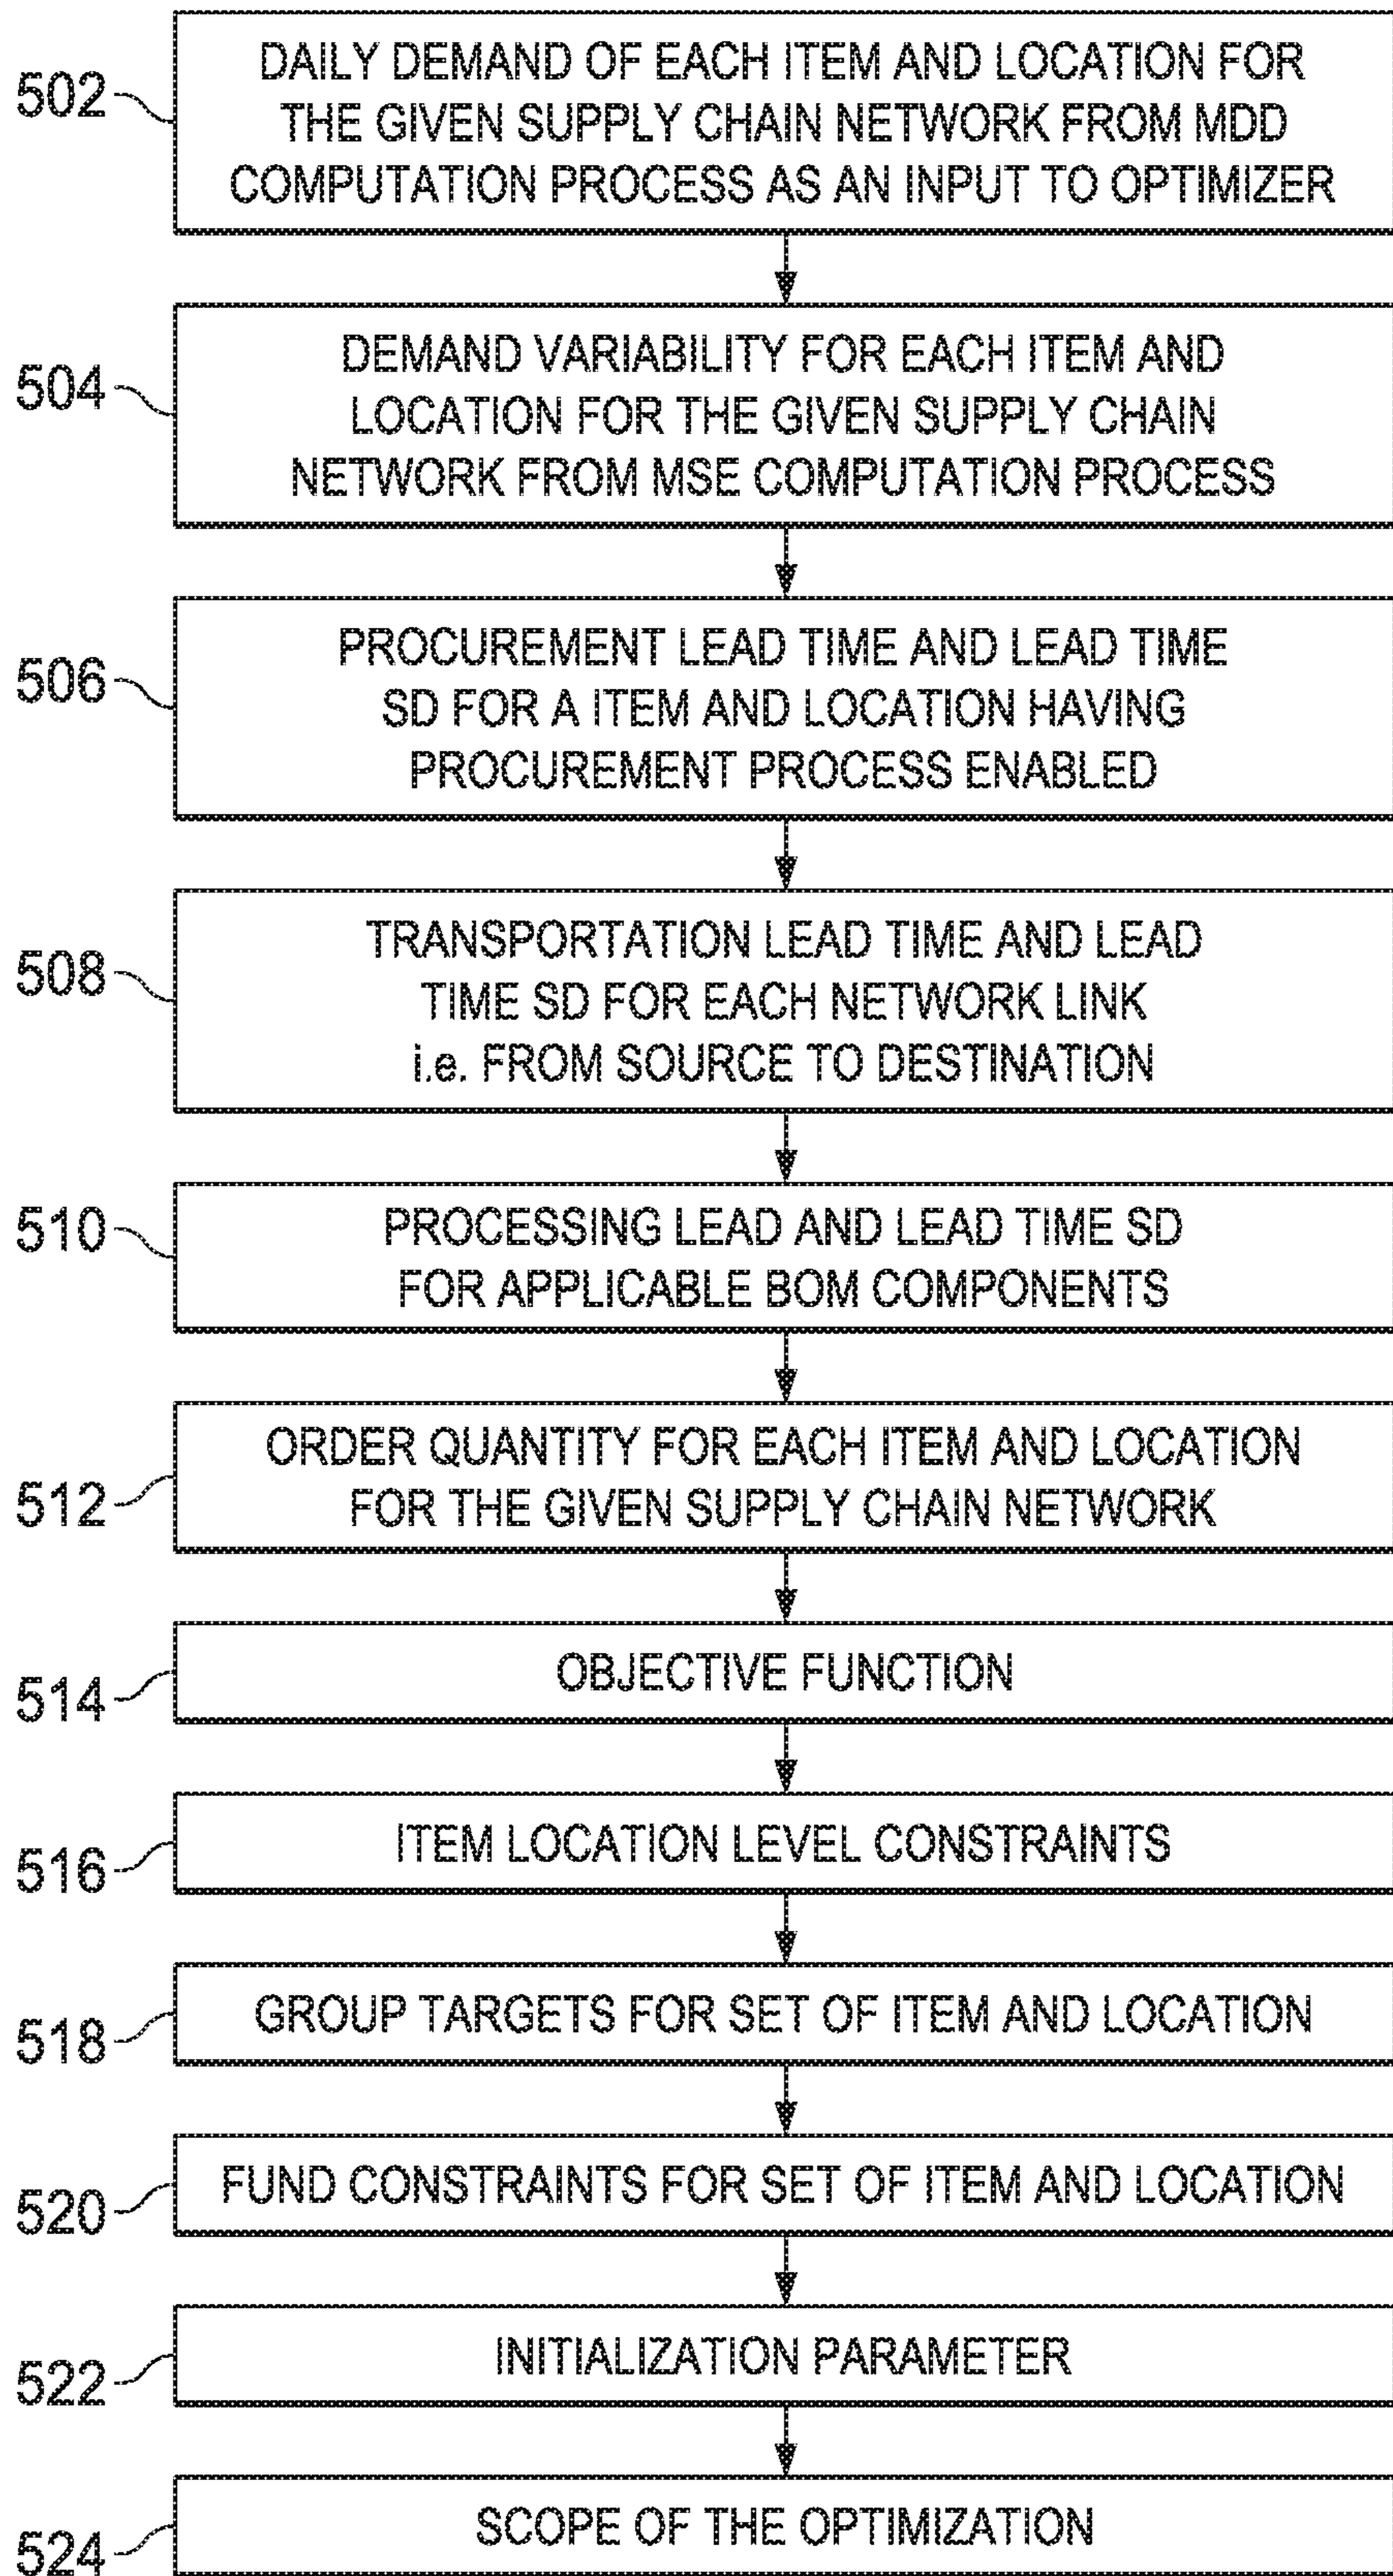 502
DAILY DEMAND OF EACH ITEM AND LOCATION FOR
THE GIVEN SUPPLY CHAIN NETWORK FROM MDD
COMPUTATION PROCESS AS AN INPUT TO OPTIMIZER
504
DEMAND VARIABILITY FOR EACH ITEM AND
LOCATION FOR THE GIVEN SUPPLY CHAIN
NETWORK FROM MSE COMPUTATION PROCESS
506
PROCUREMENT LEAD TIME AND LEAD TIME
SD FOR A ITEM AND LOCATION HAVING
PROCUREMENT PROCESS ENABLED
508
TRANSPORTATION LEAD TIME AND LEAD
TIME SD FOR EACH NETWORK LINK
i.e. FROM SOURCE TO DESTINATION
510
PROCESSING LEAD AND LEAD TIME SD
FOR APPLICABLE BOM COMPONENTS
512
ORDER QUANTITY FOR EACH ITEM AND LOCATION
FOR THE GIVEN SUPPLY CHAIN NETWORK
514
OBJECTIVE FUNCTION
516
ITEM LOCATION LEVEL CONSTRAINTS
518
GROUP TARGETS FOR SET OF ITEM AND LOCATION
520
FUND CONSTRAINTS FOR SET OF ITEM AND LOCATION
522
INITIALIZATION PARAMETER
524
SCOPE OF THE OPTIMIZATION